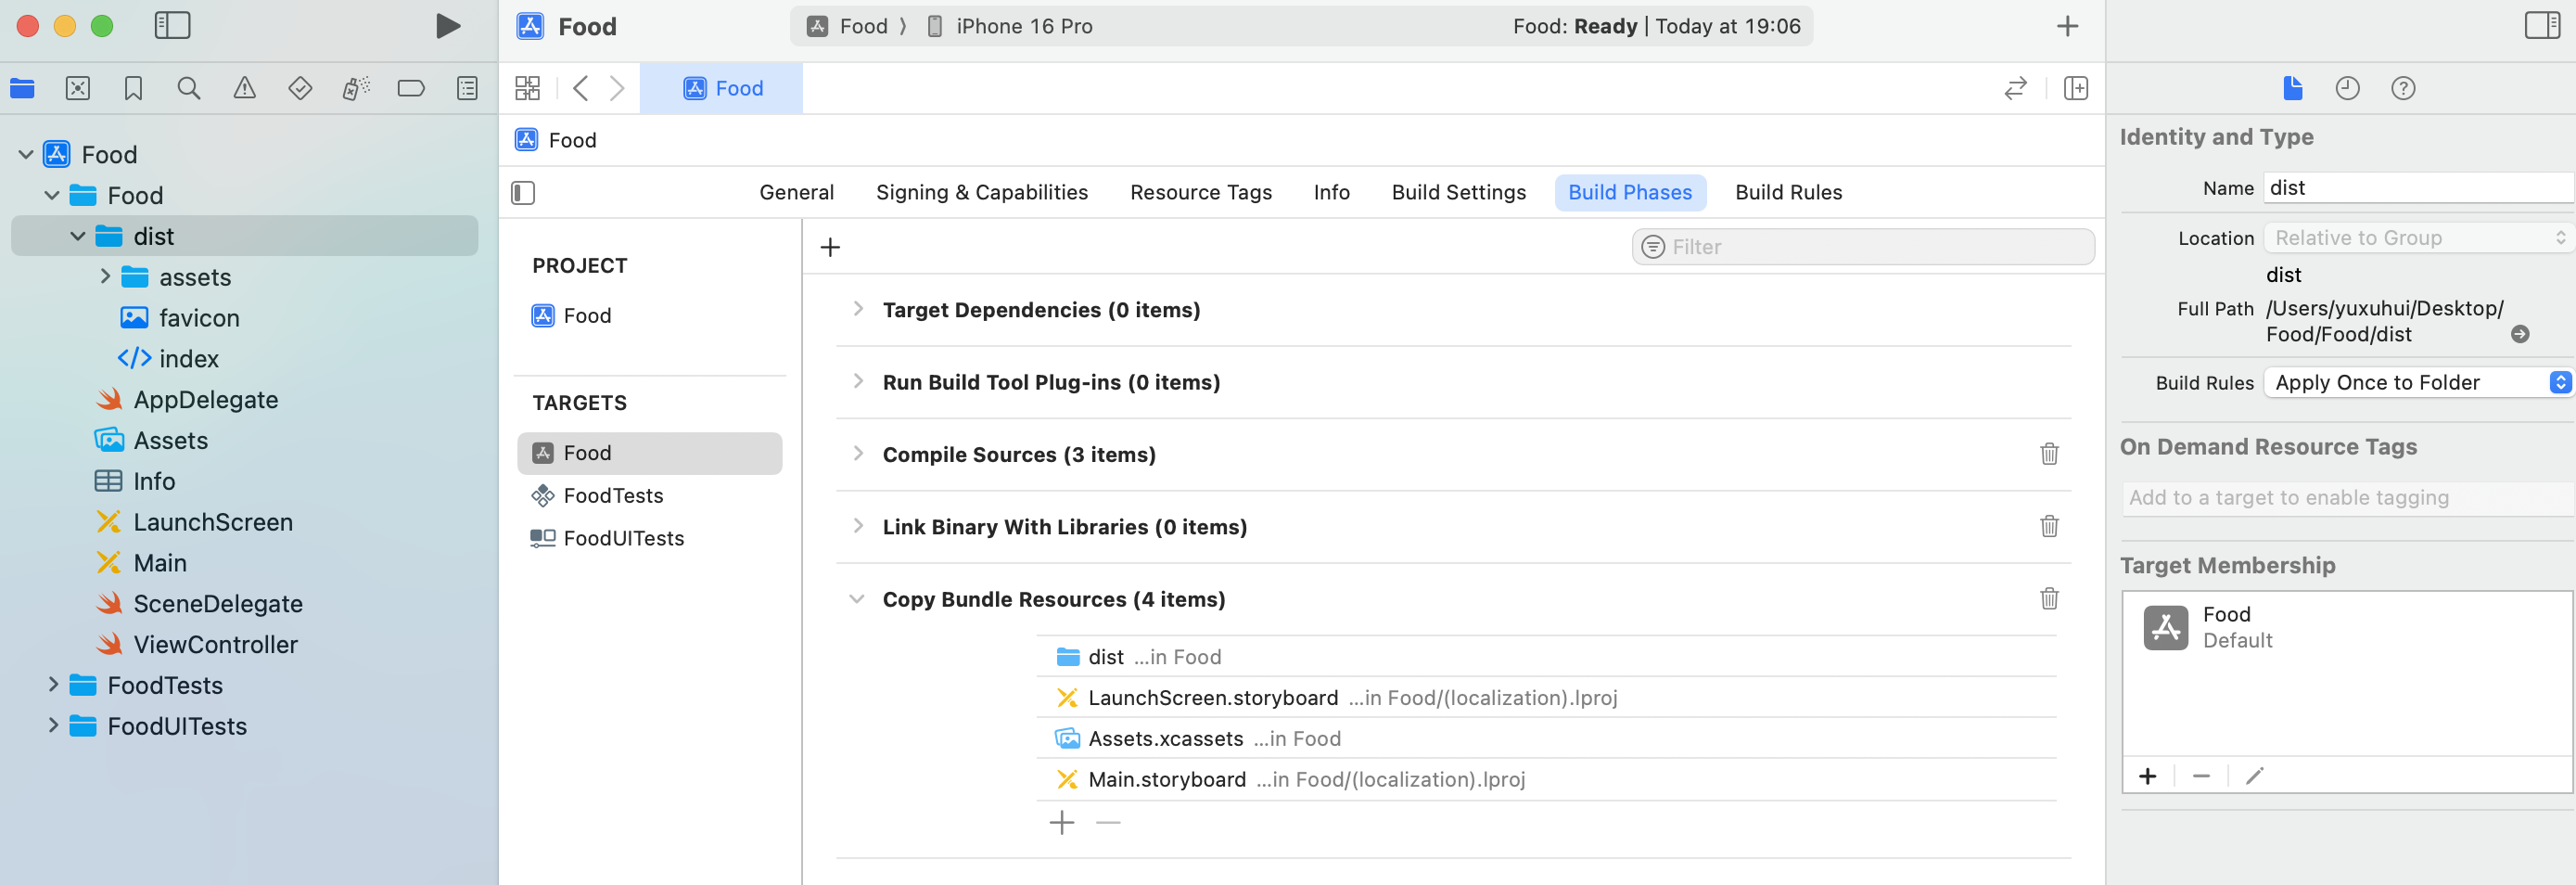 Food
Food
iPhone 16 Pro
Food: Ready | Today at 19:06
Food
Food
Food
Food
dist
assets
favicon
index
AppDelegate
Assets
Info
LaunchScreen
Main
SceneDelegate
ViewController
FoodTests
FoodUITests
General
Signing & Capabilities
Resource Tags
Info
Build Settings
Build Phases
Build Rules
PROJECT
Food
TARGETS
Food
FoodTests
FoodUITests
Filter
Target Dependencies (0 items)
Run Build Tool Plug-ins (0 items)
Compile Sources (3 items)
Link Binary With Libraries (0 items)
Copy Bundle Resources (4 items)
dist ...in Food
LaunchScreen.storyboard ...in Food/(localization).lproj
Assets.xcassets ...in Food
Main.storyboard ...in Food/(localization).lproj
Identity and Type
Name dist
Location Relative to Group
dist
Full Path /Users/yuxuhui/Desktop/
Food/Food/dist
Build Rules Apply Once to Folder
On Demand Resource Tags
Add to a target to enable tagging
Target Membership
Food
Default